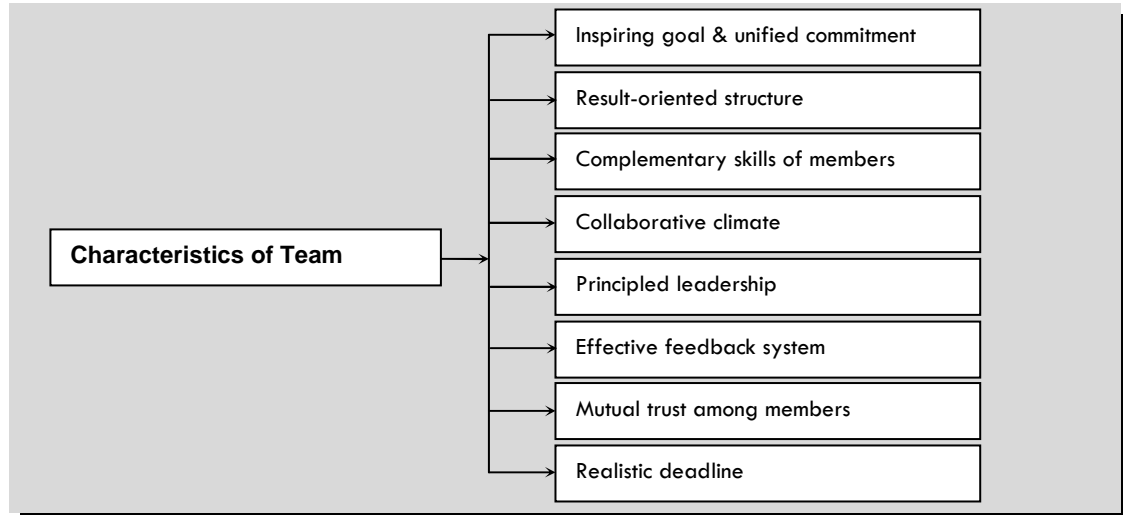 Characteristics of Team
Inspiring goal & unified commitment
Result-oriented structure
Complementary skills of members
Collaborative climate
Principled leadership
Effective feedback system
Mutual trust among members
Realistic deadline